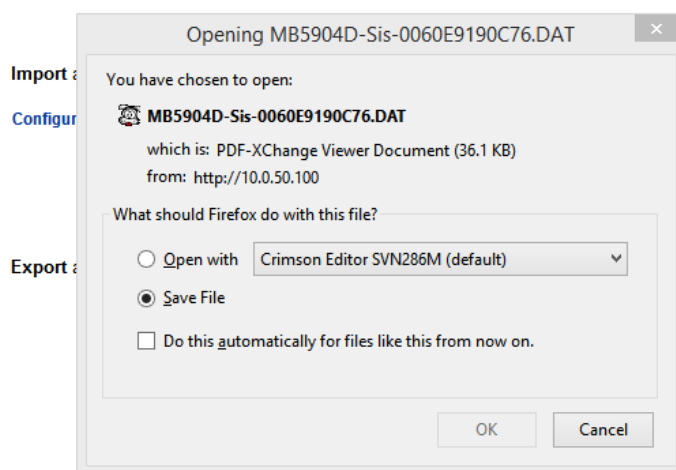 Opening MB5904D-Sis-0060E9190C76.DAT
×
Import a
You have chosen to open:
Configur
MB5904D-Sis-0060E9190C76.DAT
which is: PDF-XChange Viewer Document (36.1 KB)
from: http://10.0.50.100
What should Firefox do with this file?
Open with
Crimson Editor SVN286M (default)
Export a
Save File
Do this automatically for files like this from now on.
OK
Cancel